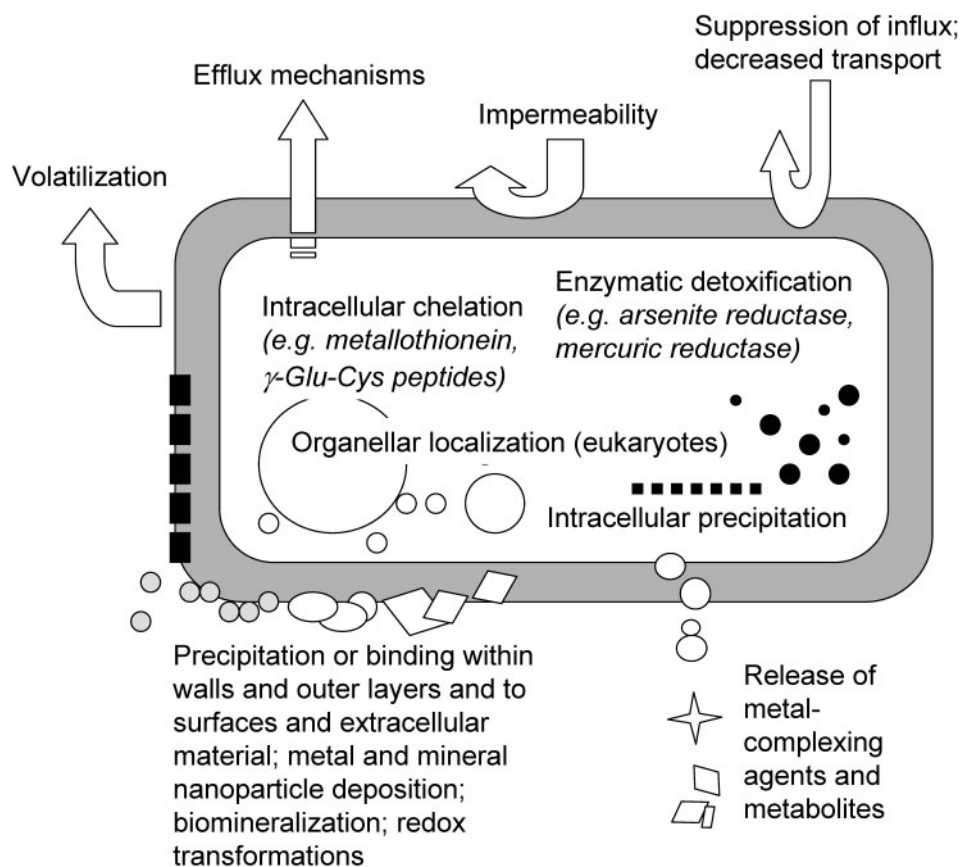 Suppression of influx;
decreased transport
Efflux mechanisms
Impermeability
Volatilization
Enzymatic detoxification
(e.g. arsenite reductase,
mercuric reductase)
Intracellular chelation
(e.g. metallothionein,
γ-Glu-Cys peptides)
Organellar localization (eukaryotes)
Intracellular precipitation
Precipitation or binding within
walls and outer layers and to
surfaces and extracellular
material; metal and mineral
nanoparticle deposition;
biomineralization; redox
transformations
Release of
metal-
complexing
agents and
metabolites